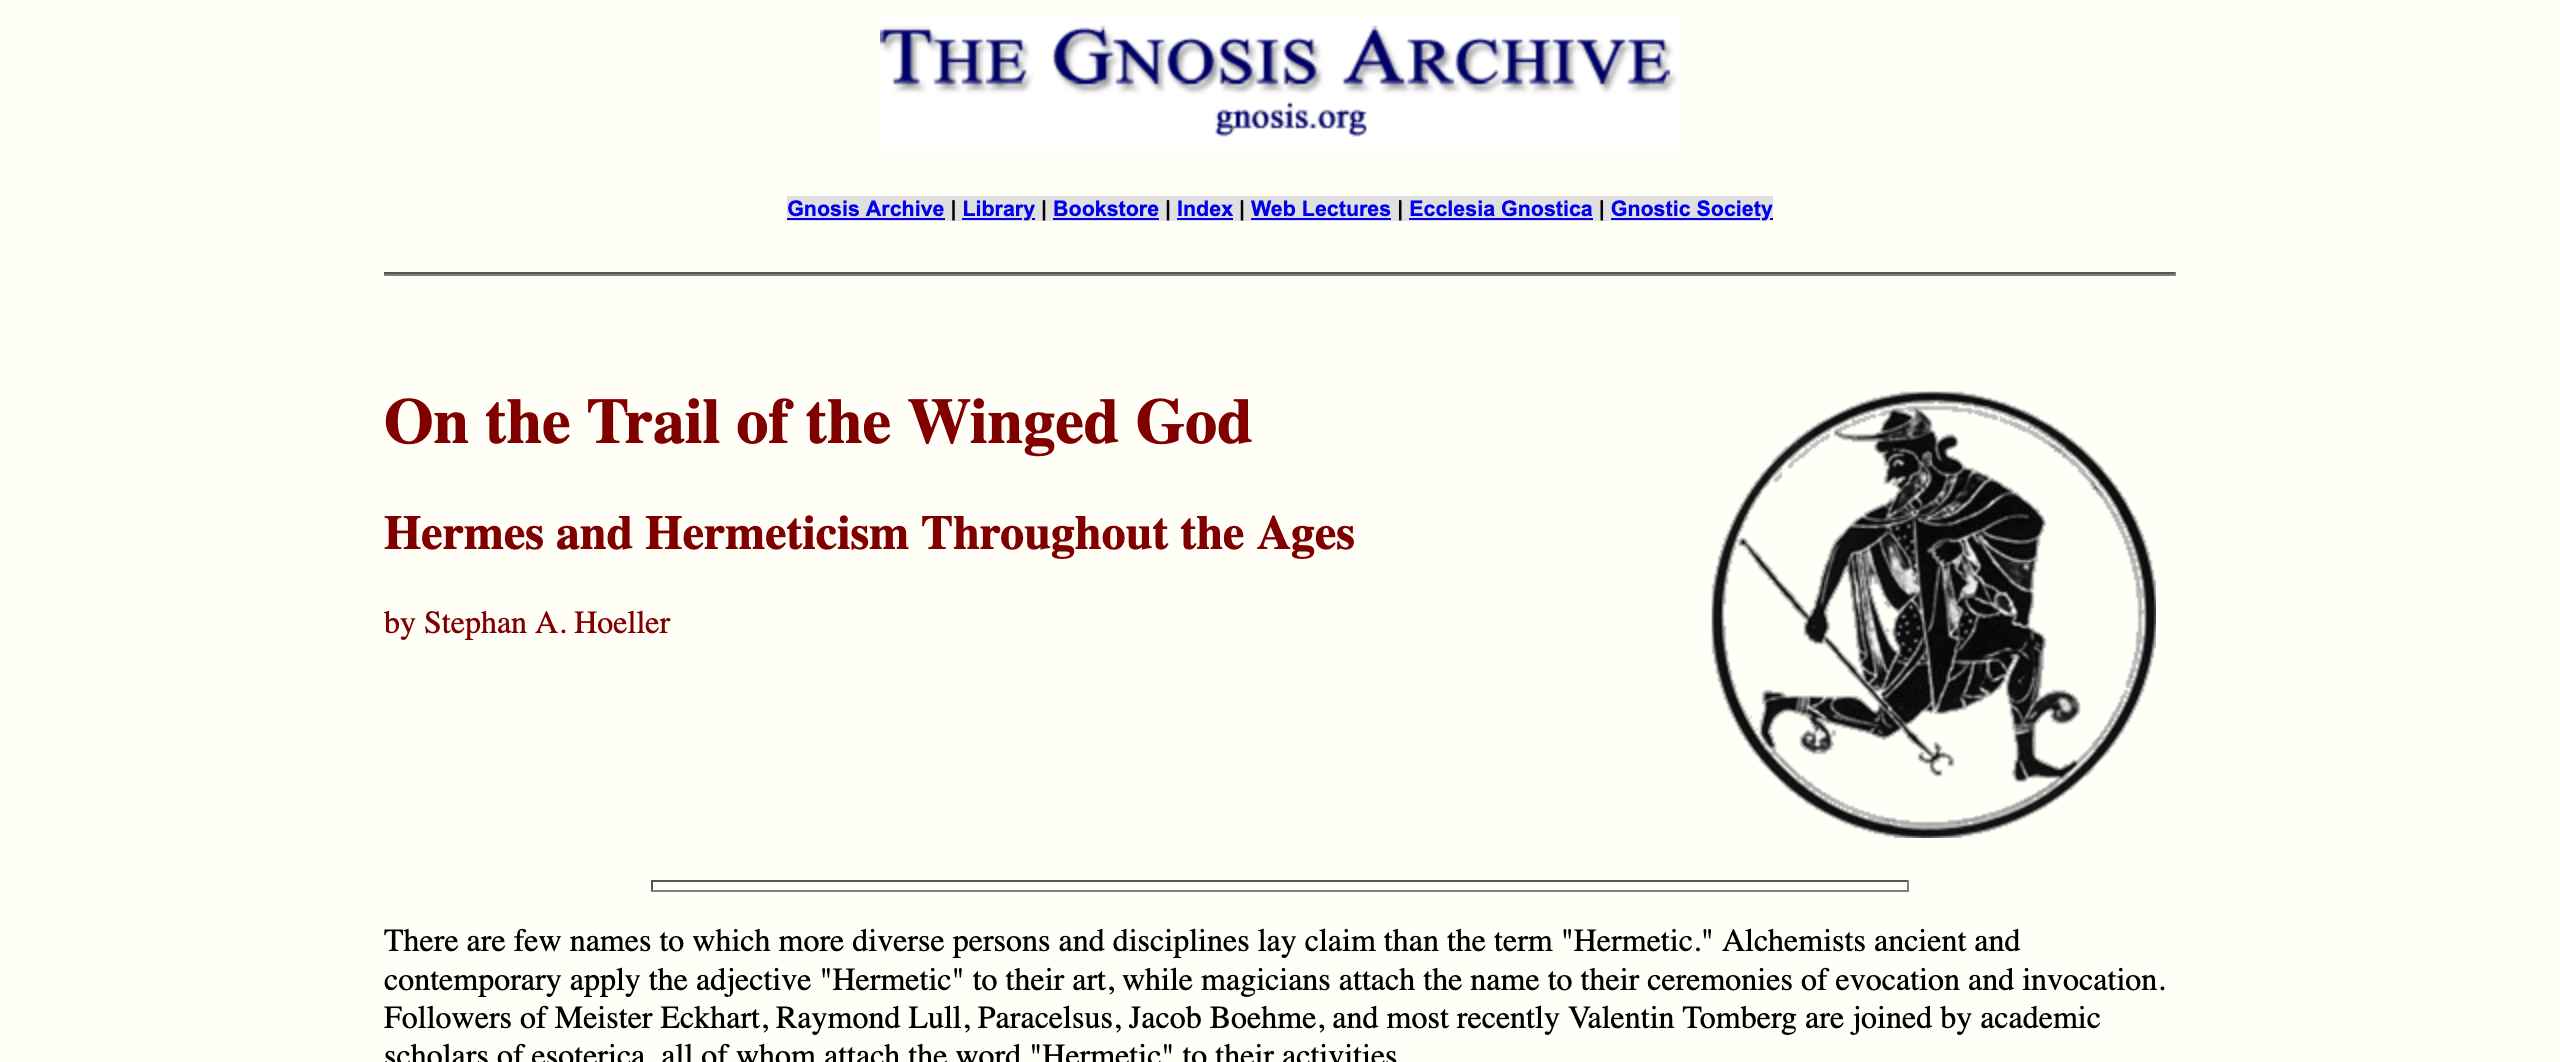 THE GNOSIS ARCHIVE
gnosis.org
Gnosis Archive | Library | Bookstore | Index | Web Lectures | Ecclesia Gnostica | Gnostic Society
On the Trail of the Winged God
Hermes and Hermeticism Throughout the Ages
by Stephan A. Hoeller
There are few names to which more diverse persons and disciplines lay claim than the term "Hermetic." Alchemists ancient and
contemporary apply the adjective "Hermetic" to their art, while magicians attach the name to their ceremonies of evocation and invocation.
Followers of Meister Eckhart, Raymond Lull, Paracelsus, Jacob Boehme, and most recently Valentin Tomberg are joined by academic
scholars of esoterica, all of whom attach the word "Hermetic" to their activities.